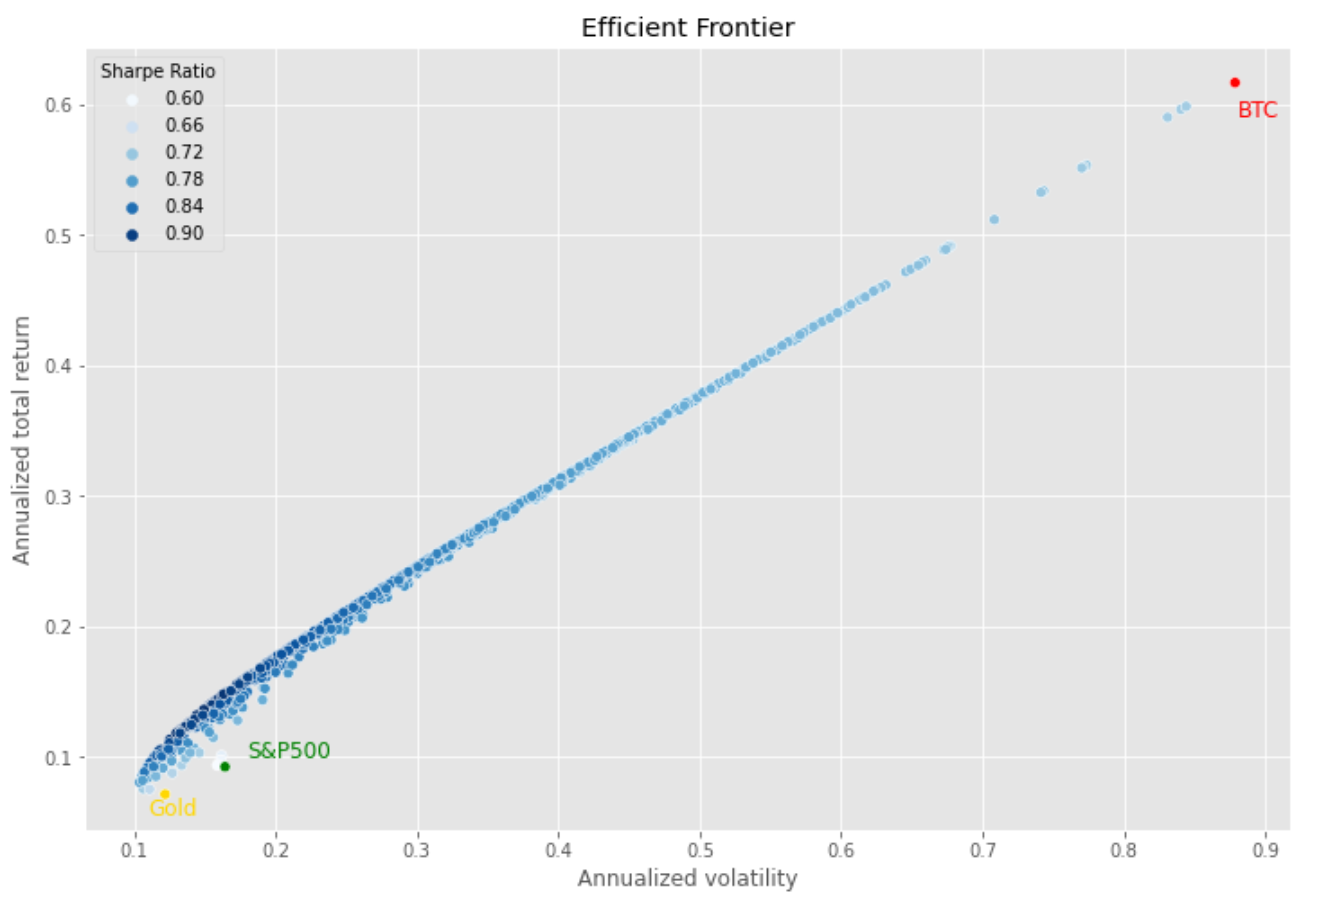 Efficient Frontier
Sharpe Ratio
0.60
0.66
0.72
0.78
0.84
0.90
BTC
S&P500
Gold
Annualized total return
0.6
0.5
0.4
0.3
0.2
0.1
0.1 0.2 0.3 0.4 0.5 0.6 0.7 0.8 0.9
Annualized volatility